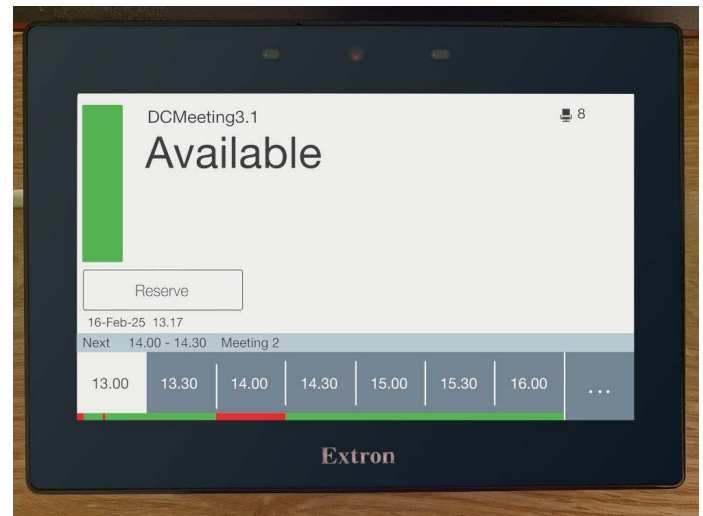 DCMeeting3.1 8
Available
Reserve
16-Feb-25 13.17
Next 14.00 - 14.30 Meeting 2
13.00 13.30 14.00 14.30 15.00 15.30 16.00 ...
Extron